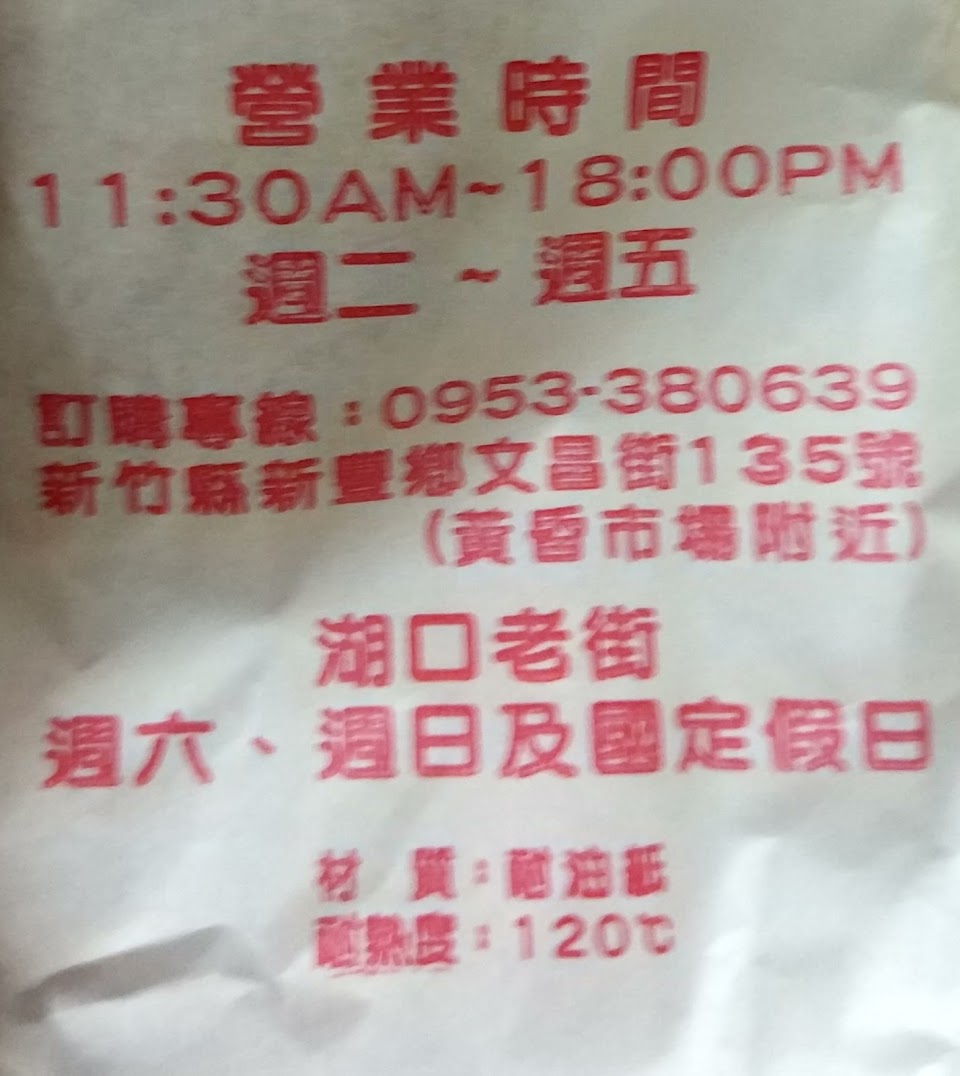 營業時間
11:30AM~18:00PM
週二~週五
訂購專線:0953-380639
新竹縣新豐鄉文昌街135號
(黃昏市場附近)
湖口老街
週六、週日及國定假日
材 質:耐油紙
耐熱度:120℃